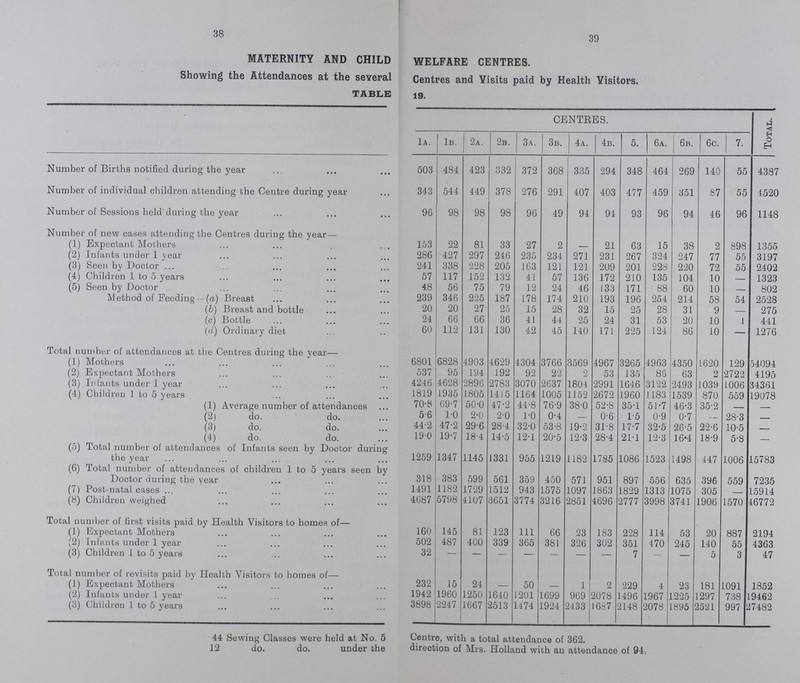 38
39
MATERNITY AND CHILD WELFARE CENTRES.
Showing the Attendances at the several Centres and Visits paid by Health Visitors.
TABLE 19.
CENTRES.
1A. 1B. 2A. 2B. 3A. 3B. 4A. 4B. 5. 6A. 6B. 6C. 7. TOTAL.
Number of Births notified during the year ... ... ... 503 484 423 332 372 368 335 294 348 464 269 140 55 4387
Number of individual children attending the Centre during year ... 343 544 449 378 276 291 407 403 477 459 351 87 55 4520
Number of Sessions held during the year ... ... ... 96 98 98 98 96 49 94 94 93 96 94 46 96 1148
Number of new cases attending the Centres during the year—
(1) Expectant Mothers ... ... ... 153 22 81 33 27 2 — 21 63 15 38 2 898 1355
(2) Infants under 1 year ... ... ... 286 427 297 246 235 234 271 231 267 324 247 77 55 3197
(3) Seen by Doctor ... ... ... ... 241 338 228 205 163 121 121 209 201 228 220 72 55 2402
(4) Children 1 to 5 years ... ... ... 57 117 152 132 41 57 136 172 210 135 104 10 — 1323
(5) Seen by Doctor ... ... ... 48 56 75 79 12 24 46 133 171 88 60 10 — 802
Method of Feeding—(a) Breast ... ... ... 239 346 225 187 178 174 210 193 196 254 214 58 54 2528
(b) Breast and bottle ... ... ... 20 20 27 25 15 28 32 15 25 28 31 9 — 275
(c) Bottle ... ... ... 24 66 66 36 41 44 25 24 31 53 20 10 1 441
(d) Ordinary diet ... ... ... 60 112 131 130 42 45 140 171 225 124 86 10 — 1276
Total number of attendances at the Centres during the year—
(1) Mothers ... ... ... 6801 6828 4903 4629 4304 3766 3569 4967 3265 4963 4350 1620 129 54094
(2) Expectant Mothers ... ... ... 537 95 194 192 92 22 2 53 135 86 63 2 2722 4195
(3) Infants under 1 year ... ... ... 4246 4628 2896 2783 3070 2637 1804 2991 1646 3122 2493 1039 1006 34361
(4) Children 1 to 5 years ... ... ... 1819 1935 1805 1415 1164 1005 1152 2672 1960 1183 1539 870 559 19078
(1) Average number of attendances ... 70·8 69·7 50·0 47·2 44·8 76·9 38·0 52·8 35·1 51·7 46·3 35·2 — —
(2) do. do. ... 5·6 1·0 2·0 2·0 1·0 0·4 — 0·6 1·5 0·9 0·7 — 28·3 —
(3) do. do. ... 44·2 47·2 29·6 28·4 32·0 53·8 19·2 31·8 17·7 32·5 26·5 22·6 10·5 —
(4) do. do. ... 19·0 19·7 18·4 14·5 12·1 20·5 12·3 28·4 21·1 12·3 16·4 18·9 5·8 —
(5) Total number of attendances of Infants seen by Doctor during
the year ... ... ... 1259 1347 1145 1331 955 1219 1182 1785 1086 1523 1498 447 1006 15783
(6) Total number of attendances of children 1 to 5 years seen by
Doctor during the year ... ... ... 318 383 599 561 359 450 571 951 897 556 635 396 559 7235
(7) Post-natal cases ... ... ... 1491 1182 1729 1512 943 1575 1097 1863 1829 1313 1075 305 — 15914
(8) Children weighed ... ... ... 4687 5798 4107 3651 3774 3216 2851 4696 2777 3998 3741 1906 1570 46772
Total number of first visits paid by Health Visitors to homes of—
(1) Expectant Mothers ... ... ... 160 145 81 123 111 66 23 183 228 114 53 20 887 2194
(2) Infants under 1 year ... ... ... 502 487 400 339 365 381 326 302 351 470 245 140 55 4363
(3) Children 1 to 5 years ... ... ... 32 — — — — — — — 7 — — 5 3 47
Total number of revisits paid by Health Visitors to homes of—
(1) Expectant Mothers ... ... ... 232 15 24 — 50 — 1 2 229 4 23 181 1091 1852
(2) Infants under 1 year ... ... ... 1942 1960 1250 1640 1201 1699 969 2078 1496 1967 1225 1297 738 19462
(3) Children 1 to 5 years ... ... ... 3898 2247 1667 2513 1474 1924 2433 1687 2148 2078 1895 2521 997 27482
44 Sewing Classes were held at No. 5 Centre, with a total attendance of 362.
12 do. do. under the direction of Mrs. Holland with an attendance of 94.